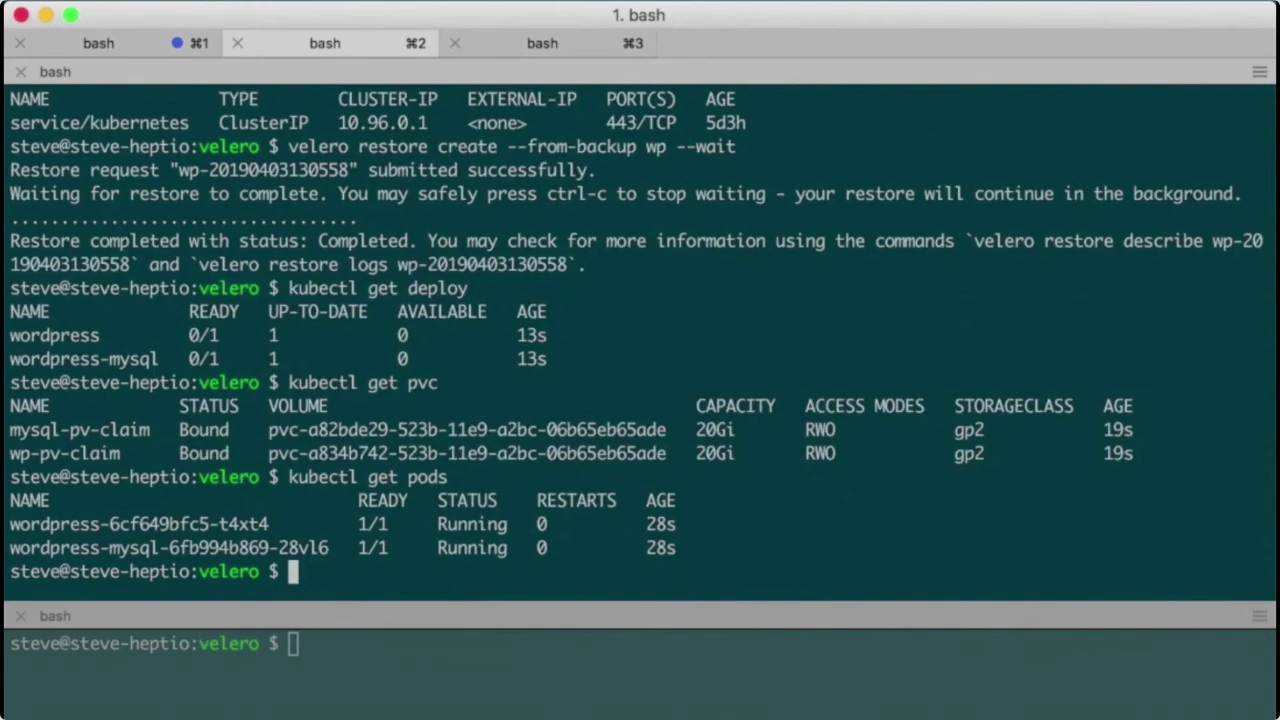 1. bash
bash ⌘1 bash ⌘2 bash ⌘3
bash
NAME TYPE CLUSTER-IP EXTERNAL-IP PORT(S) AGE
service/kubernetes ClusterIP 10.96.0.1 <none> 443/TCP 5d3h
steve@steve-heptio:velero $ velero restore create --from-backup wp --wait
Restore request "wp-20190403130558" submitted successfully.
Waiting for restore to complete. You may safely press ctrl-c to stop waiting - your restore will continue in the background.
...................................
Restore completed with status: Completed. You may check for more information using the commands `velero restore describe wp-20
190403130558` and `velero restore logs wp-20190403130558`.
steve@steve-heptio:velero $ kubectl get deploy
NAME READY UP-TO-DATE AVAILABLE AGE
wordpress 0/1 1 0 13s
wordpress-mysql 0/1 1 0 13s
steve@steve-heptio:velero $ kubectl get pvc
NAME STATUS VOLUME CAPACITY ACCESS MODES STORAGECLASS AGE
mysql-pv-claim Bound pvc-a82bde29-523b-11e9-a2bc-06b65eb65ade 20Gi RWO gp2 19s
wp-pv-claim Bound pvc-a834b742-523b-11e9-a2bc-06b65eb65ade 20Gi RWO gp2 19s
steve@steve-heptio:velero $ kubectl get pods
NAME READY STATUS RESTARTS AGE
wordpress-6cf649bfc5-t4xt4 1/1 Running 0 28s
wordpress-mysql-6fb994b869-28vl6 1/1 Running 0 28s
steve@steve-heptio:velero $
bash
steve@steve-heptio:velero $